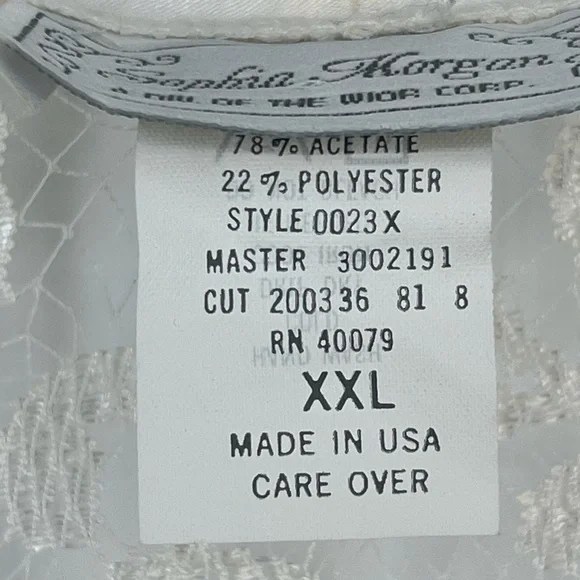 Sophia Morgan
A DIV. OF THE WIOR CORP.
78% ACETATE
22% POLYESTER
STYLE 0023X
MASTER 3002191
CUT 200336 81 8
RN 40079
XXL
MADE IN USA
CARE OVER